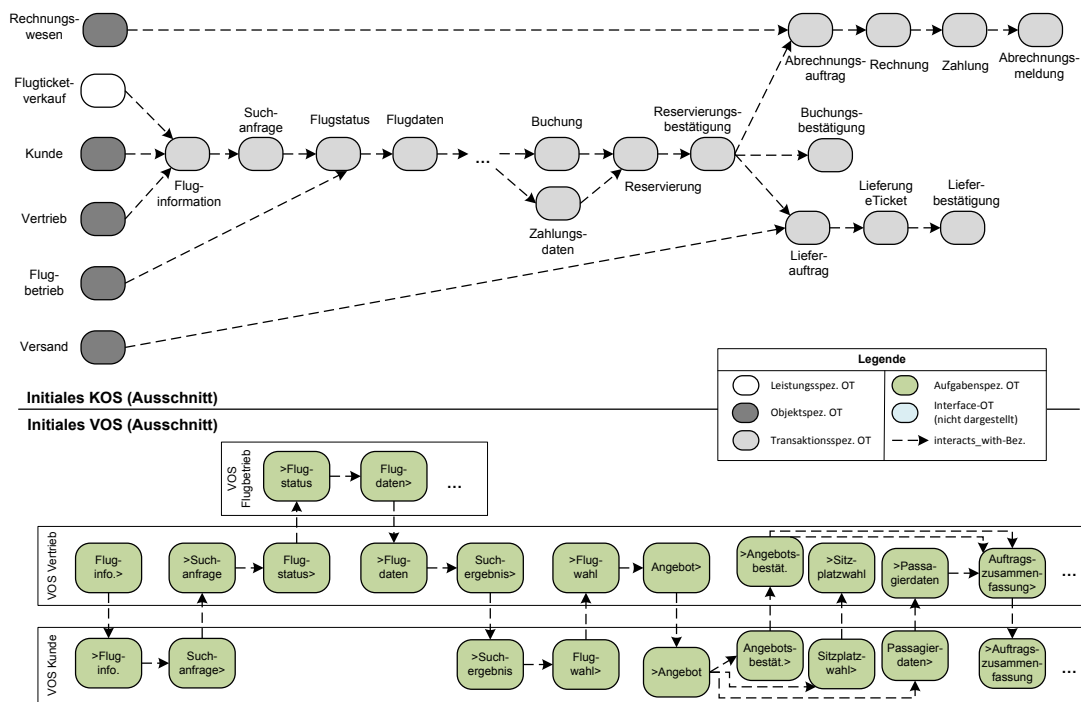 Rechnungs-
wesen
Abrechnungs-
auftrag
Rechnung
Zahlung
Abrechnungs-
meldung
Flugticket-
verkauf
Such-
anfrage
Flugstatus
Flugdaten
Buchung
Reservierungs-
bestätigung
Buchungs-
bestätigung
Kunde
...
Flug-
information
Reservierung
Vertrieb
Zahlungs-
daten
Lieferung
eTicket
Liefer-
bestätigung
Liefer-
auftrag
Flug-
betrieb
Versand
Legende
Leistungsspez. OT
Aufgabenspez. OT
Objektspez. OT
Interface-OT
(nicht dargestellt)
Transaktionsspez. OT
interacts_with-Bez.
Initiales KOS (Ausschnitt)
Initiales VOS (Ausschnitt)
VOS
Flugbetrieb
>Flug-
status
Flug-
daten>
...
VOS Vertrieb
Flug-
info.>
>Such-
anfrage
Flug-
status>
>Flug-
daten
Such-
ergebnis>
>Flug-
wahl
Angebot>
>Angebots-
bestät.
>Sitz-
platzwahl
>Passa-
gierdaten
Auftrags-
zusammen-
fassung>
...
VOS Kunde
>Flug-
info.
Such-
anfrage>
>Such-
ergebnis
Flug-
wahl>
>Angebot
Angebots-
bestät.>
Sitzplatz-
wahl>
Passagier-
daten>
>Auftrags-
zusammen-
fassung
...